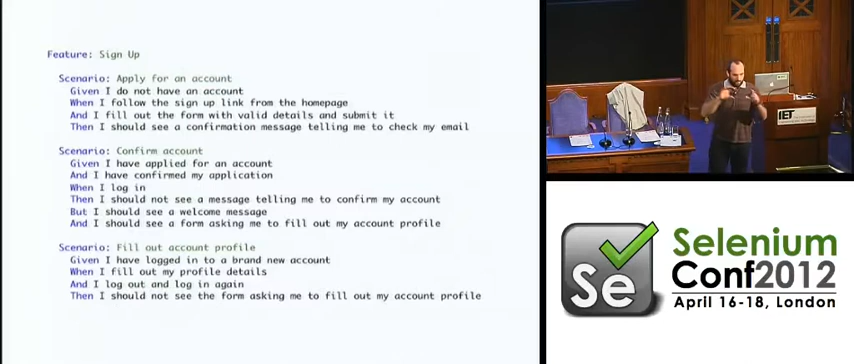 Feature: Sign Up
Scenario: Apply for an account
Given I do not have an account
When I follow the sign up link from the homepage
And I fill out the form with valid details and submit it
Then I should see a confirmation message telling me to check my email
Scenario: Confirm account
Given I have applied for an account
And I have confirmed my application
When I log in
Then I should not see a message telling me to confirm my account
But I should see a welcome message
And I should see a form asking me to fill out my account profile
Scenario: Fill out account profile
Given I have logged in to a brand new account
When I fill out my profile details
And I log out and log in again
Then I should not see the form asking me to fill out my account profile
IET
Se
Selenium
Conf2012
April 16-18, London